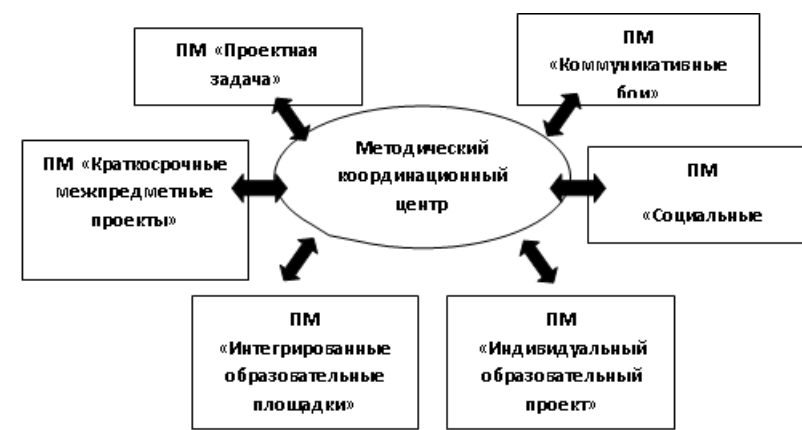 ПМ «Проектная
задача»
ПМ
«Коммуникативные
бои»
Методический
координационный
центр
ПМ «Краткосрочные
межпредметные
проекты»
ПМ
«Социальные
ПМ
«Интегрированные
образовательные
площадки»
ПМ
«Индивидуальный
образовательный
проект»